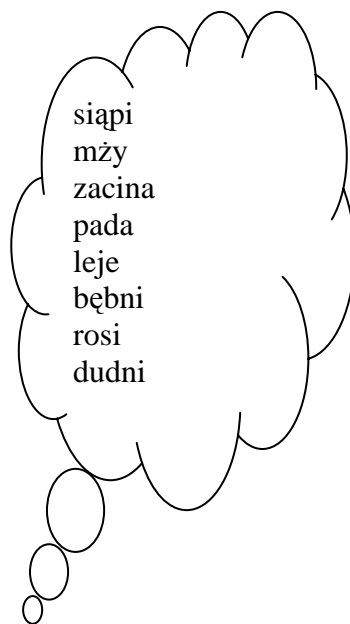 siąpi
mży
zacina
pada
leje
bębni
rosi
dudni